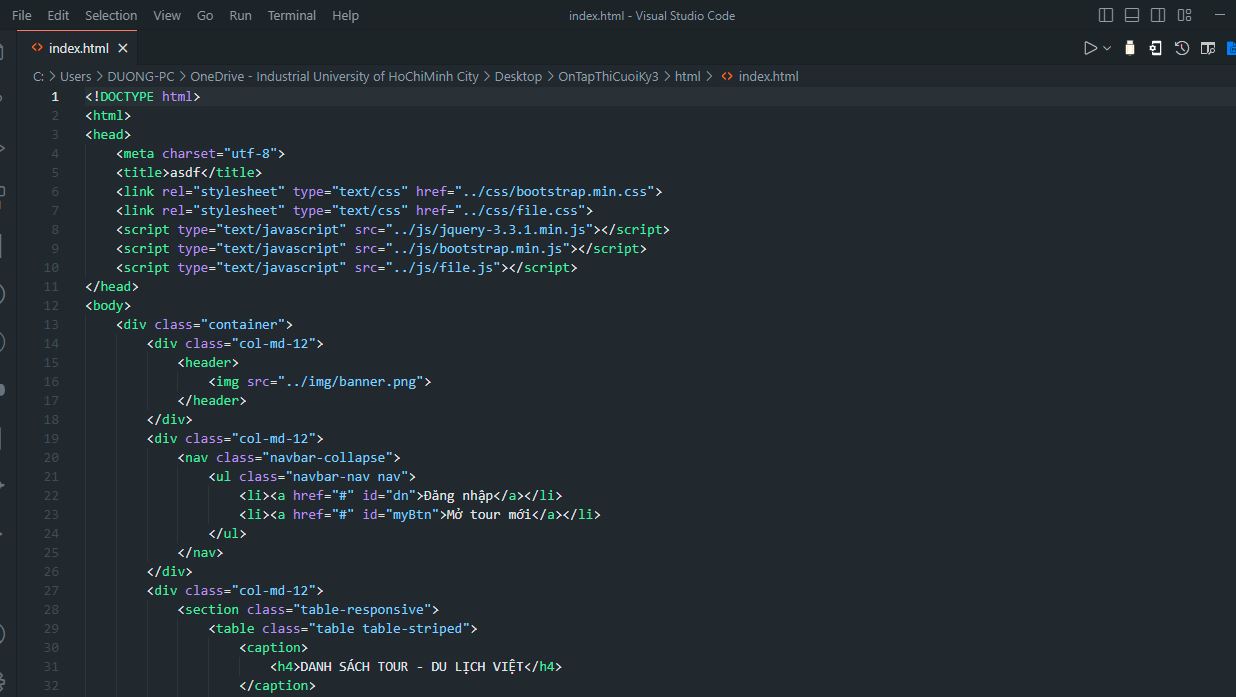 File Edit Selection View Go Run Terminal Help index.html - Visual Studio Code
index.html
C: > Users > DUONG-PC > OneDrive - Industrial University of HoChiMinh City > Desktop > OnTapThiCuoiKy3 > html > index.html
1 <!DOCTYPE html>
2 <html>
3 <head>
4 <meta charset="utf-8">
5 <title>asdf</title>
6 <link rel="stylesheet" type="text/css" href="../css/bootstrap.min.css">
7 <link rel="stylesheet" type="text/css" href="../css/file.css">
8 <script type="text/javascript" src="../js/jquery-3.3.1.min.js"></script>
9 <script type="text/javascript" src="../js/bootstrap.min.js"></script>
10 <script type="text/javascript" src="../js/file.js"></script>
11 </head>
12 <body>
13 <div class="container">
14 <div class="col-md-12">
15 <header>
16 <img src="../img/banner.png">
17 </header>
18 </div>
19 <div class="col-md-12">
20 <nav class="navbar-collapse">
21 <ul class="navbar-nav nav">
22 <li><a href="#" id="dn">Đăng nhập</a></li>
23 <li><a href="#" id="myBtn">Mở tour mới</a></li>
24 </ul>
25 </nav>
26 </div>
27 <div class="col-md-12">
28 <section class="table-responsive">
29 <table class="table table-striped">
30 <caption>
31 <h4>DANH SÁCH TOUR - DU LỊCH VIỆT</h4>
32 </caption>